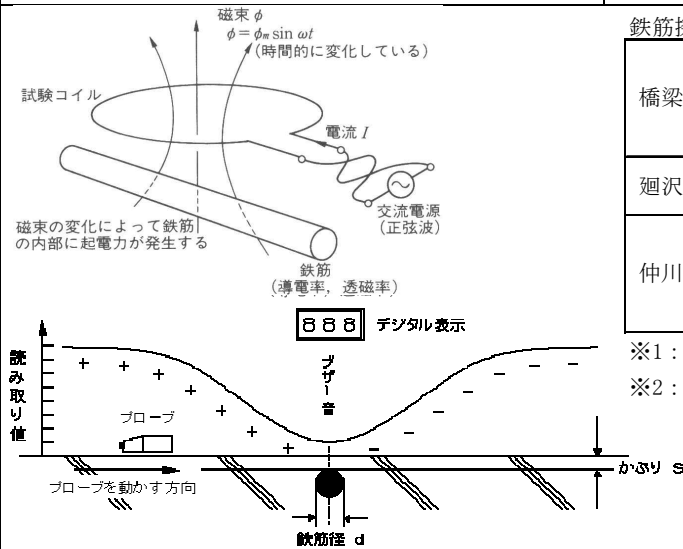 磁束 φ
φ＝φm sin ωt
(時間的に変化している)
試験コイル
電流 I
交流電源
(正弦波)
磁束の変化によって鉄筋
の内部に起電力が発生する
鉄筋
(導電率，透磁率)
888 デジタル表示
読み取り値
ブザー音
プローブ
プローブを動かす方向
かぶり S
鉄筋径 d
鉄筋
橋梁
廻沢
仲川
※1：
※2：